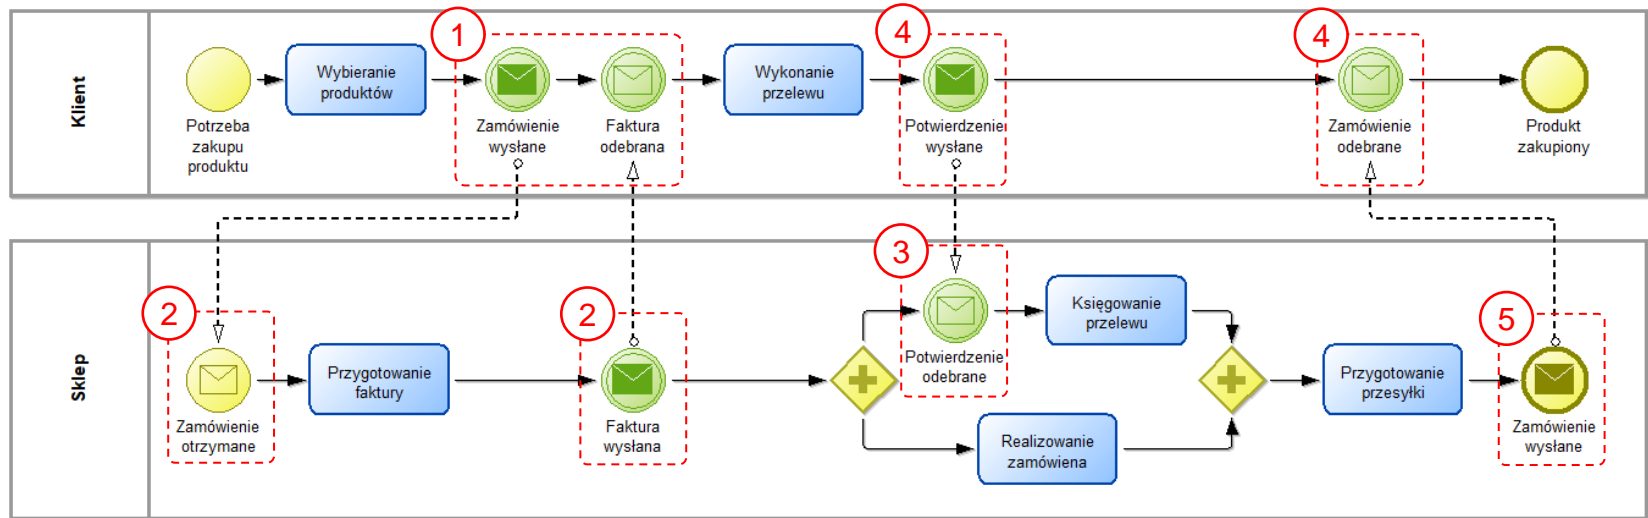 Klient
1
4
4
Wybieranie
produktów
Wykonanie
przelewu
Potrzeba
zakupu
produktu
Zamówienie
wysłane
Faktura
odebrana
Potwierdzenie
wysłane
Zamówienie
odebrane
Produkt
zakupiony
Sklep
2
2
3
5
Przygotowanie
faktury
Księgowanie
przelewu
Potwierdzenie
odebrane
Przygotowanie
przesyłki
Zamówienie
otrzymane
Faktura
wysłana
Realizowanie
zamówiena
Zamówienie
wysłane